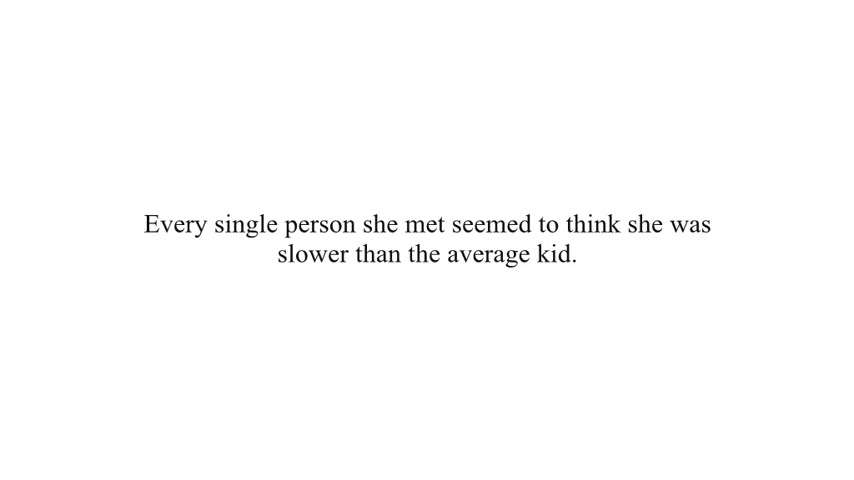 Every single person she met seemed to think she was
slower than the average kid.